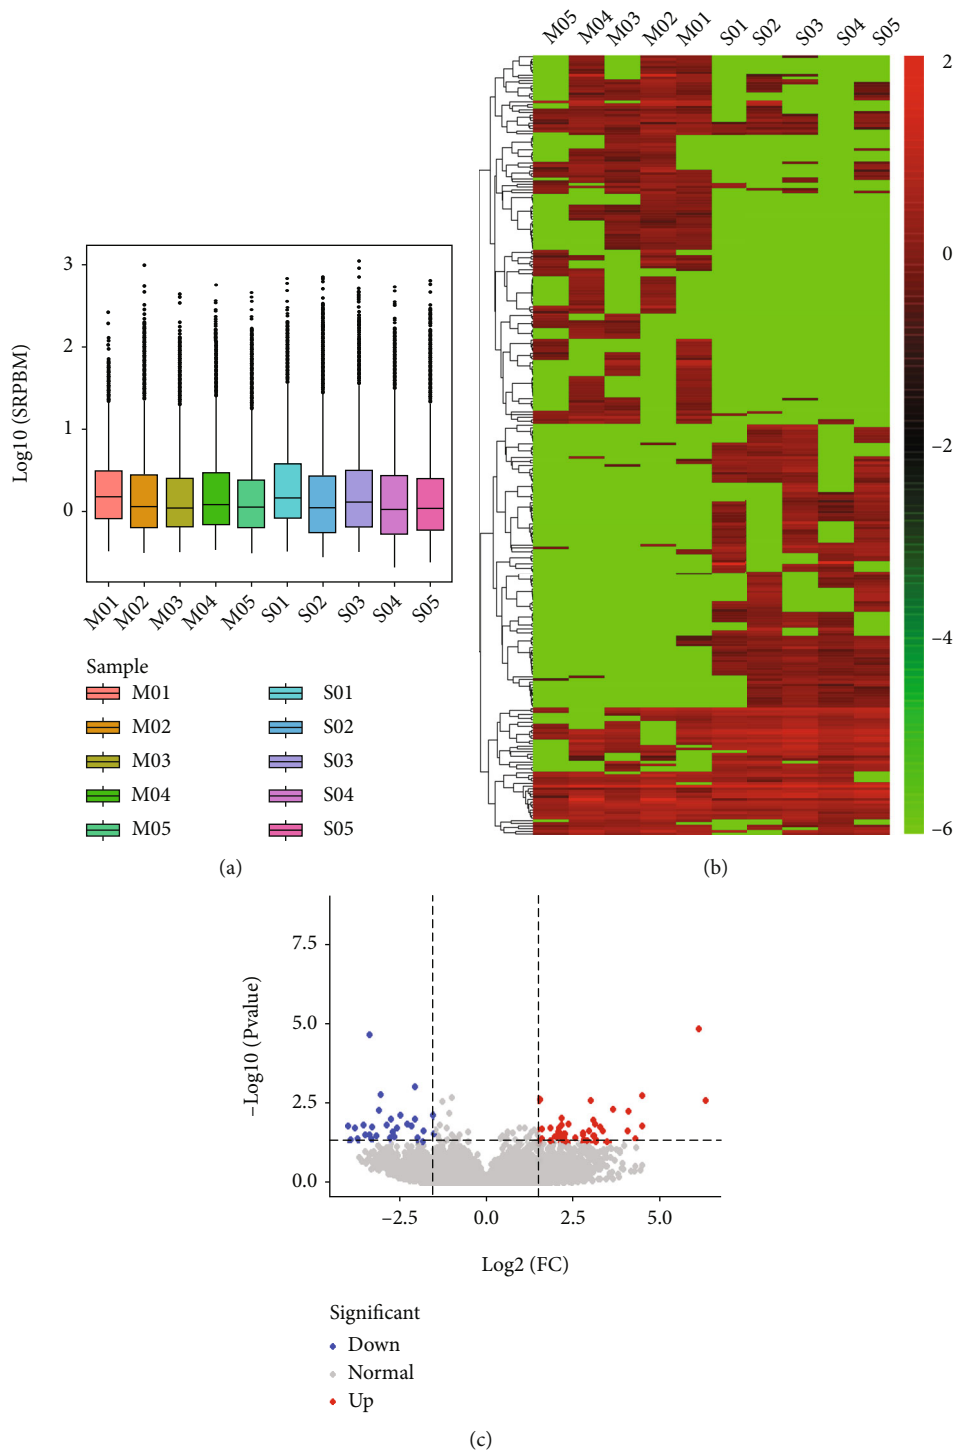 M05 M04 M03 M02 M01 S01 S02 S03 S04 S05
2
0
−2
−4
−6
(b)
Log10 (SRPBM)
3
2
1
0
M01 M02 M03 M04 M05 S01 S02 S03 S04 S05
Sample
M01 S01
M02 S02
M03 S03
M04 S04
M05 S05
(a)
−Log10 (Pvalue)
7.5
5.0
2.5
0.0
−2.5 0.0 2.5 5.0
Log2 (FC)
Significant
Down
Normal
Up
(c)